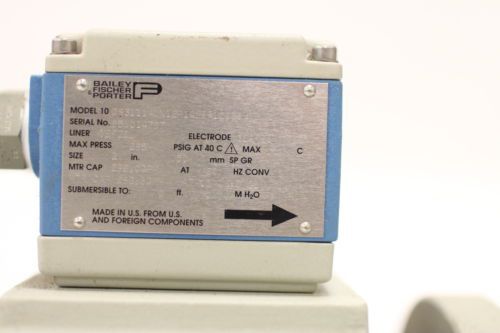 BAILEY
FISCHER
& PORTER
FP
MODEL 10
SERIAL No.
LINER ELECTRODE
MAX PRESS PSIG AT 40 C MAX C
SIZE in. mm SP GR
MTR CAP AT HZ CONV
SUBMERSIBLE TO: ft. M H₂O
MADE IN U.S. FROM U.S.
AND FOREIGN COMPONENTS